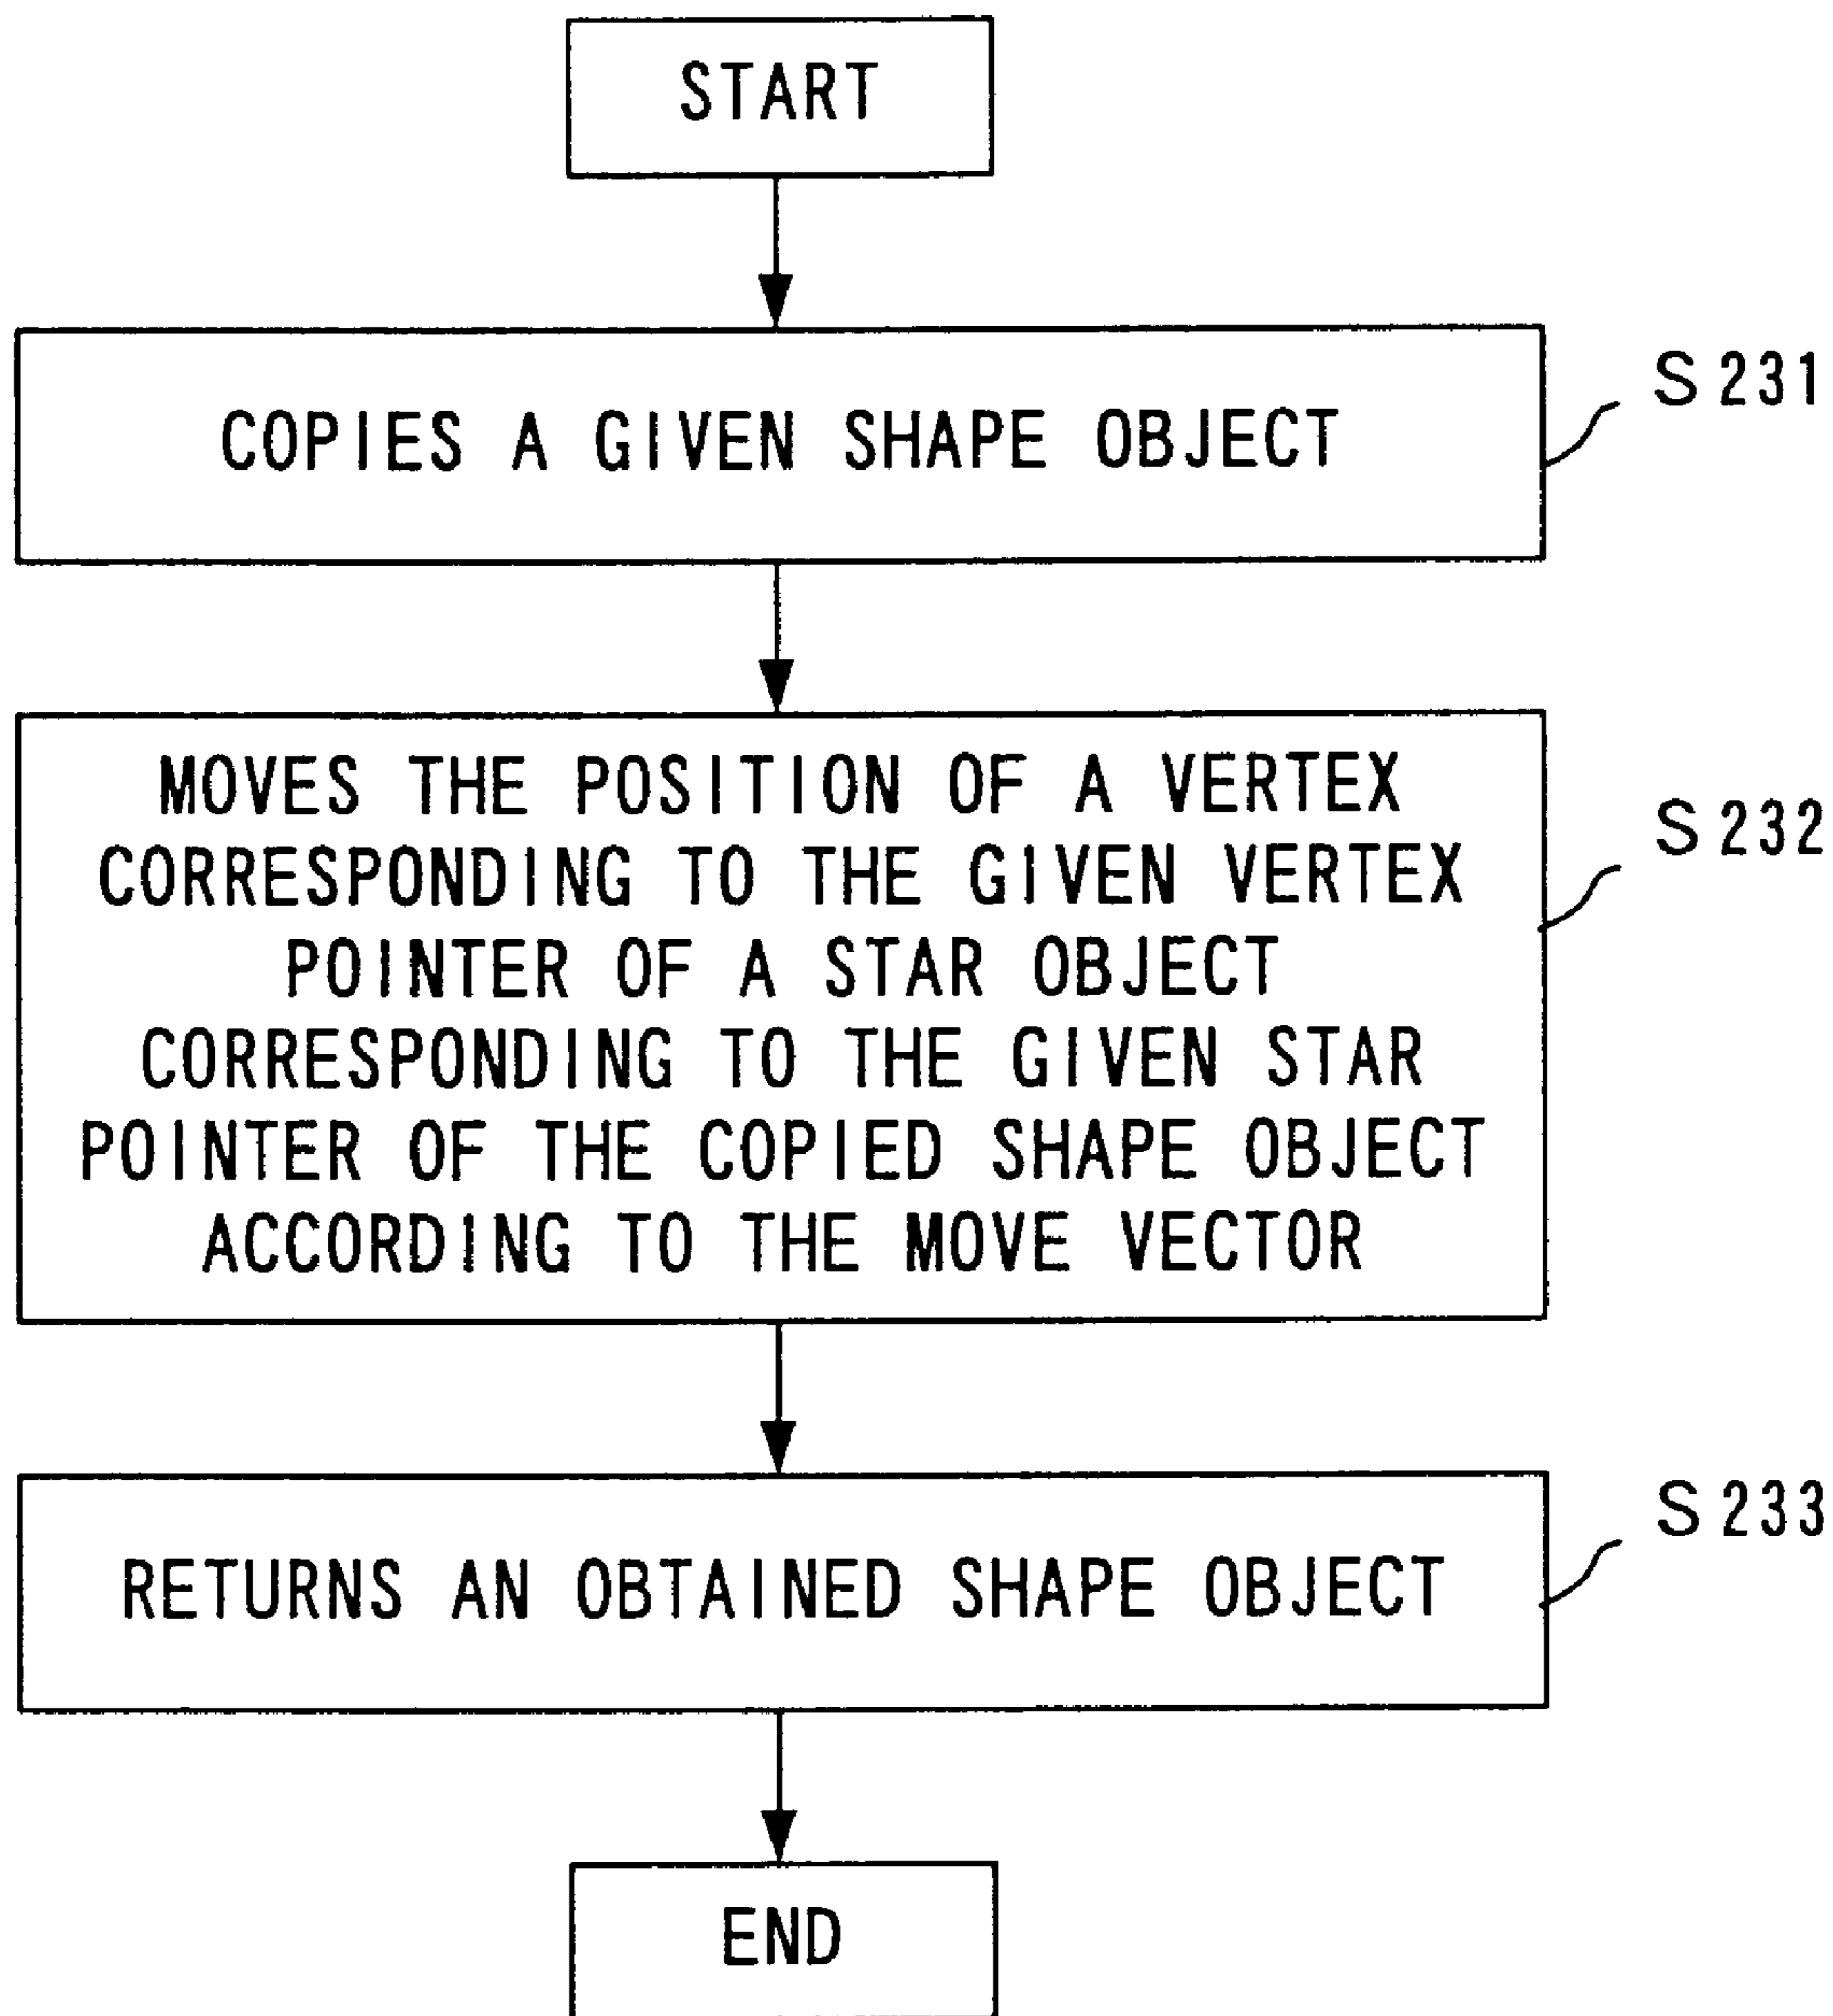 START
COPIES A GIVEN SHAPE OBJECT
S231
MOVES THE POSITION OF A VERTEX
CORRESPONDING TO THE GIVEN VERTEX
POINTER OF A STAR OBJECT
CORRESPONDING TO THE GIVEN STAR
POINTER OF THE COPIED SHAPE OBJECT
ACCORDING TO THE MOVE VECTOR
S232
RETURNS AN OBTAINED SHAPE OBJECT
S233
END